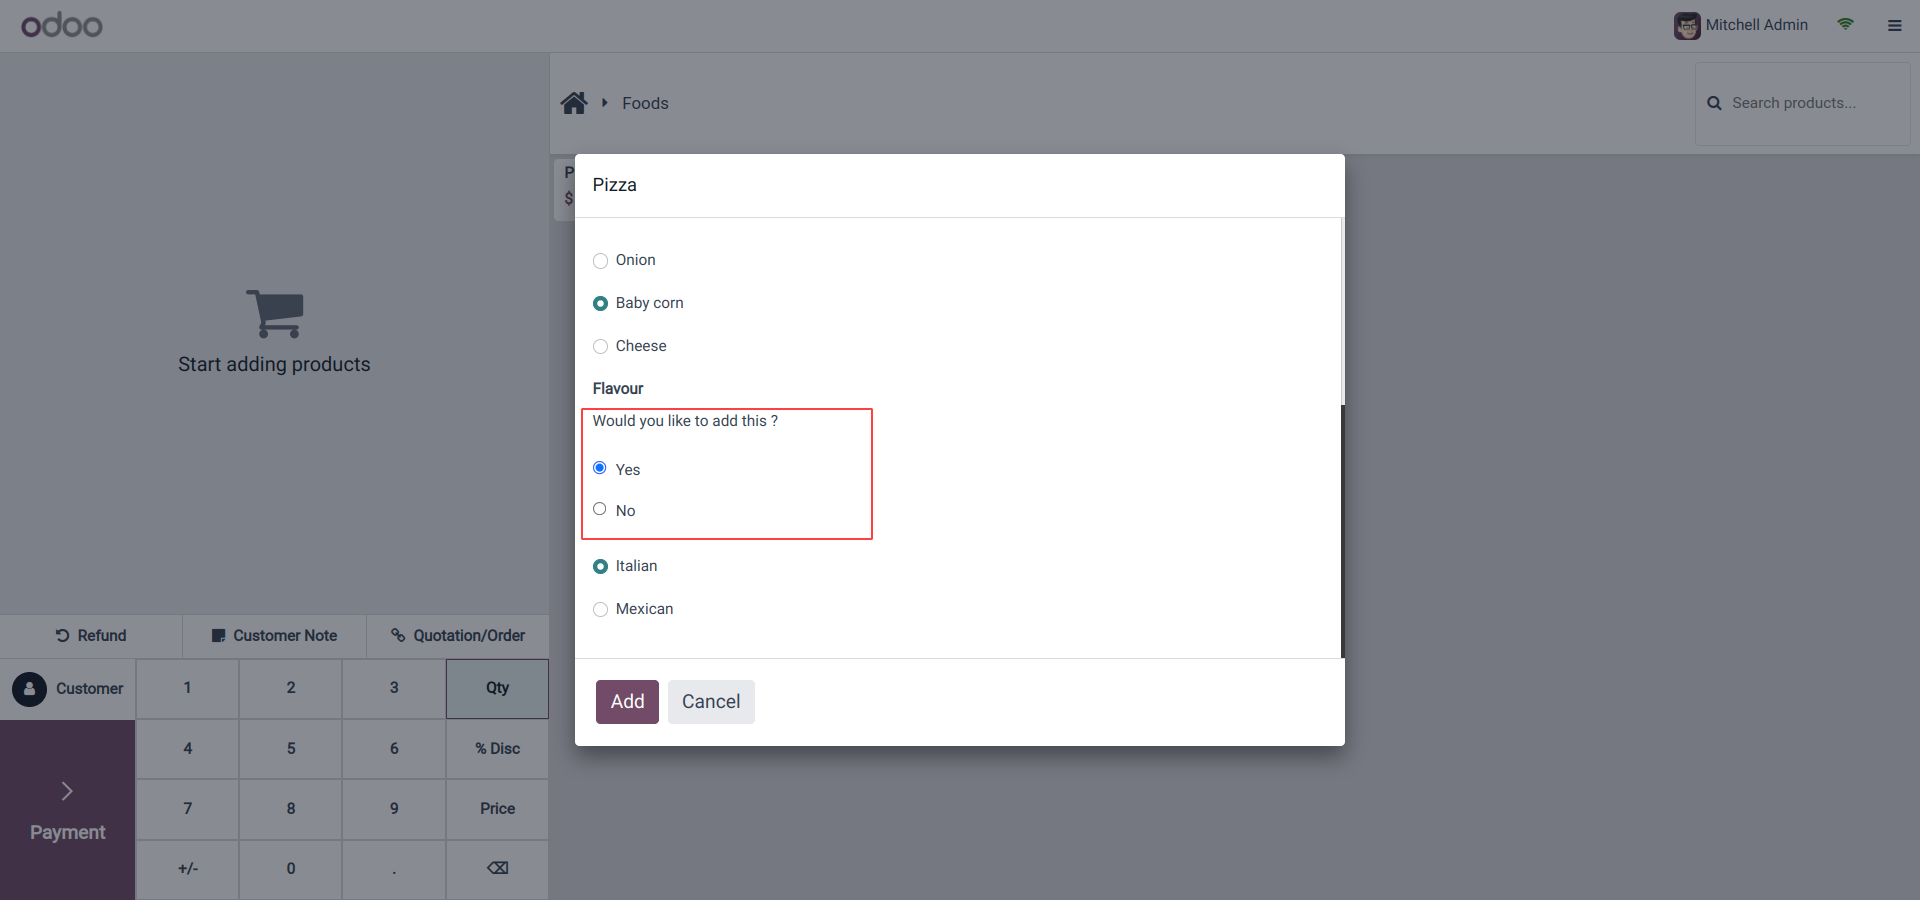 odoo
Mitchell Admin
Foods
Search products...
P
$
Pizza
Onion
Baby corn
Cheese
Flavour
Would you like to add this ?
Yes
No
Italian
Mexican
Add Cancel
Start adding products
Refund Customer Note Quotation/Order
Customer 1 2 3 Qty
4 5 6 % Disc
7 8 9 Price
Payment
+/- 0 . ⌫